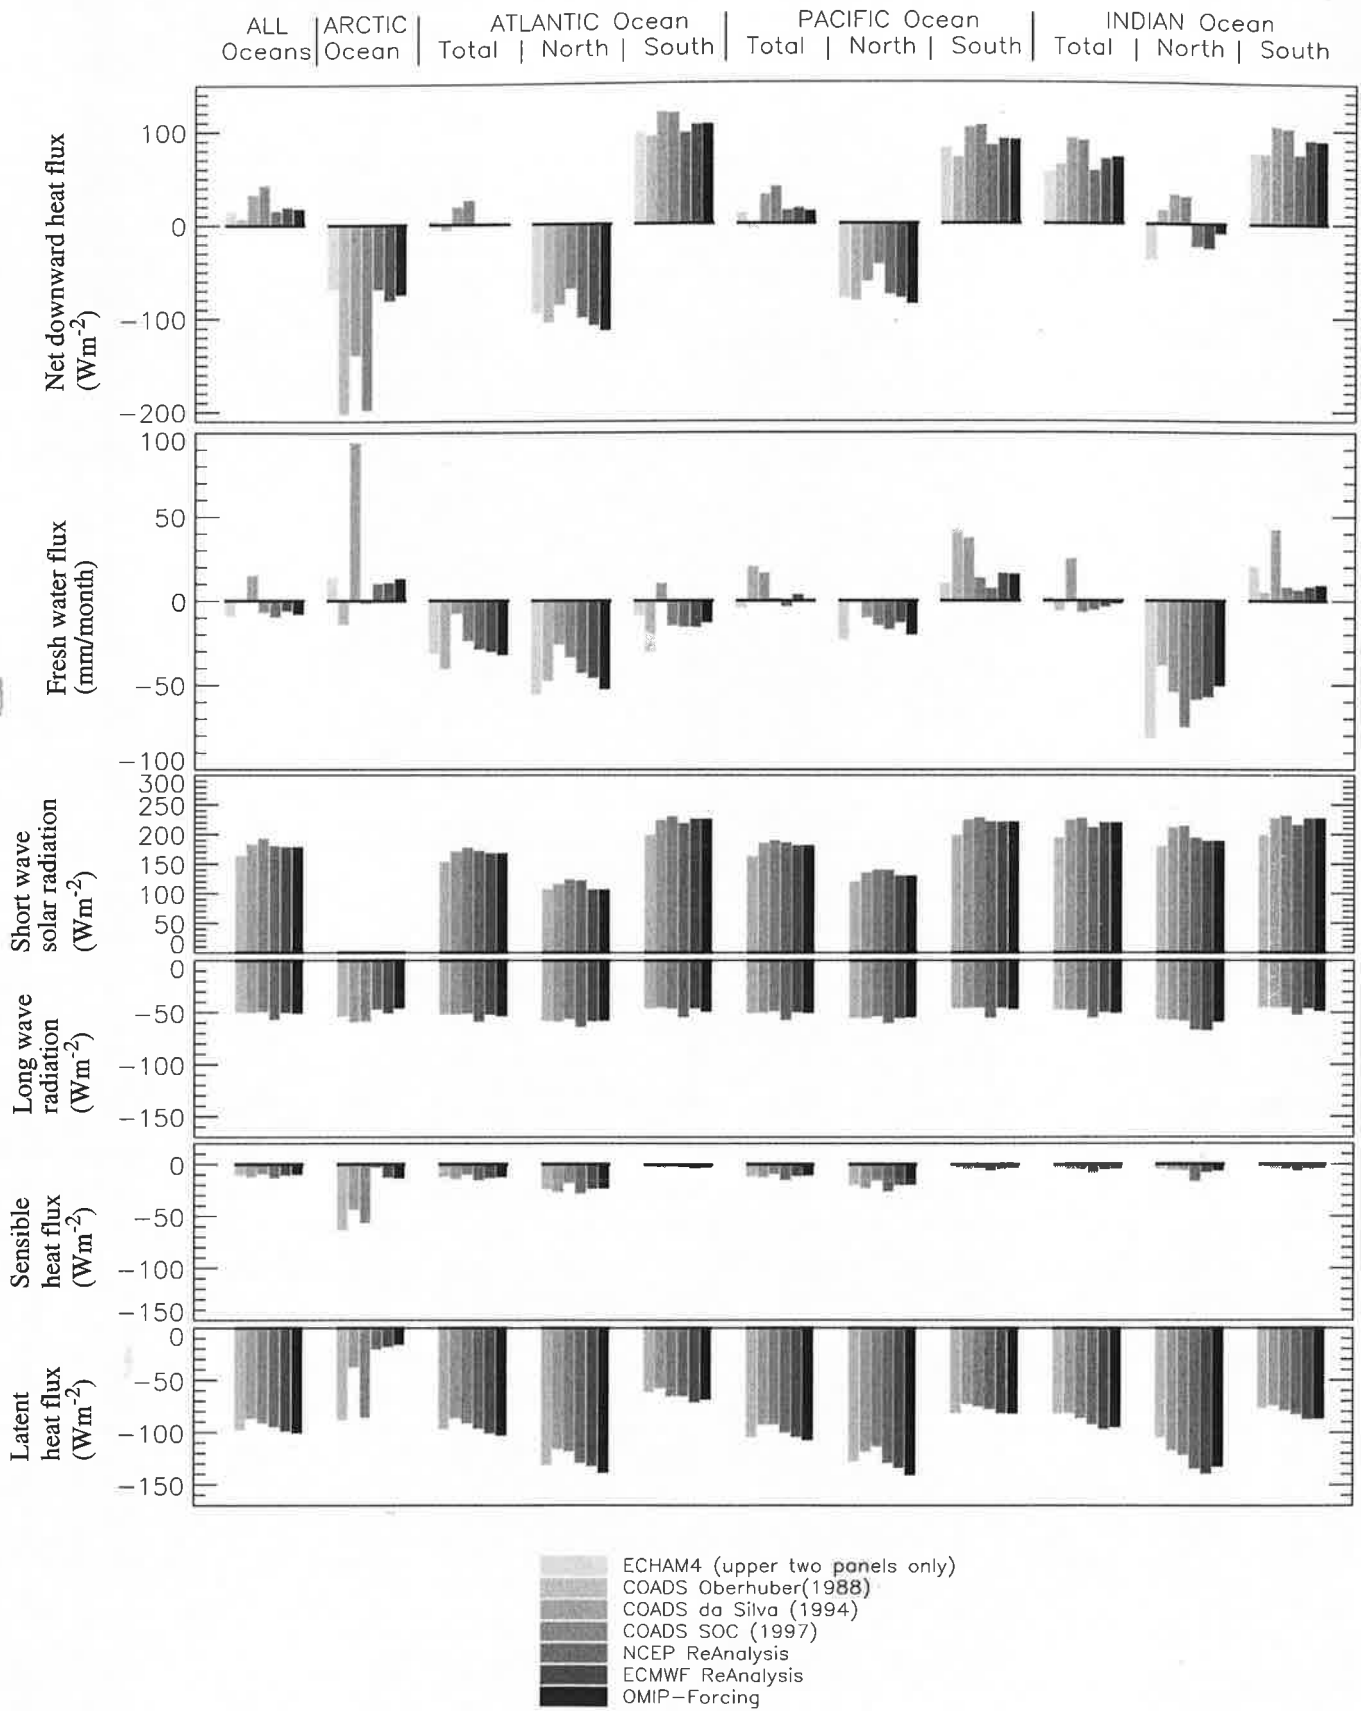 ALL ARCTIC ATLANTIC Ocean PACIFIC Ocean INDIAN Ocean
Oceans Ocean Total North South Total North South Total North South
Net downward heat flux
(Wm-2)
100
0
−100
−200
Fresh water flux
(mm/month)
100
50
0
−50
−100
Short wave
solar radiation
(Wm-2)
300
250
200
150
100
50
0
Long wave
radiation
(Wm-2)
0
−50
−100
−150
Sensible
heat flux
(Wm-2)
0
−50
−100
−150
Latent
heat flux
(Wm-2)
0
−50
−100
−150
ECHAM4 (upper two panels only)
COADS Oberhuber(1988)
COADS da Silva (1994)
COADS SOC (1997)
NCEP ReAnalysis
ECMWF ReAnalysis
OMIP−Forcing